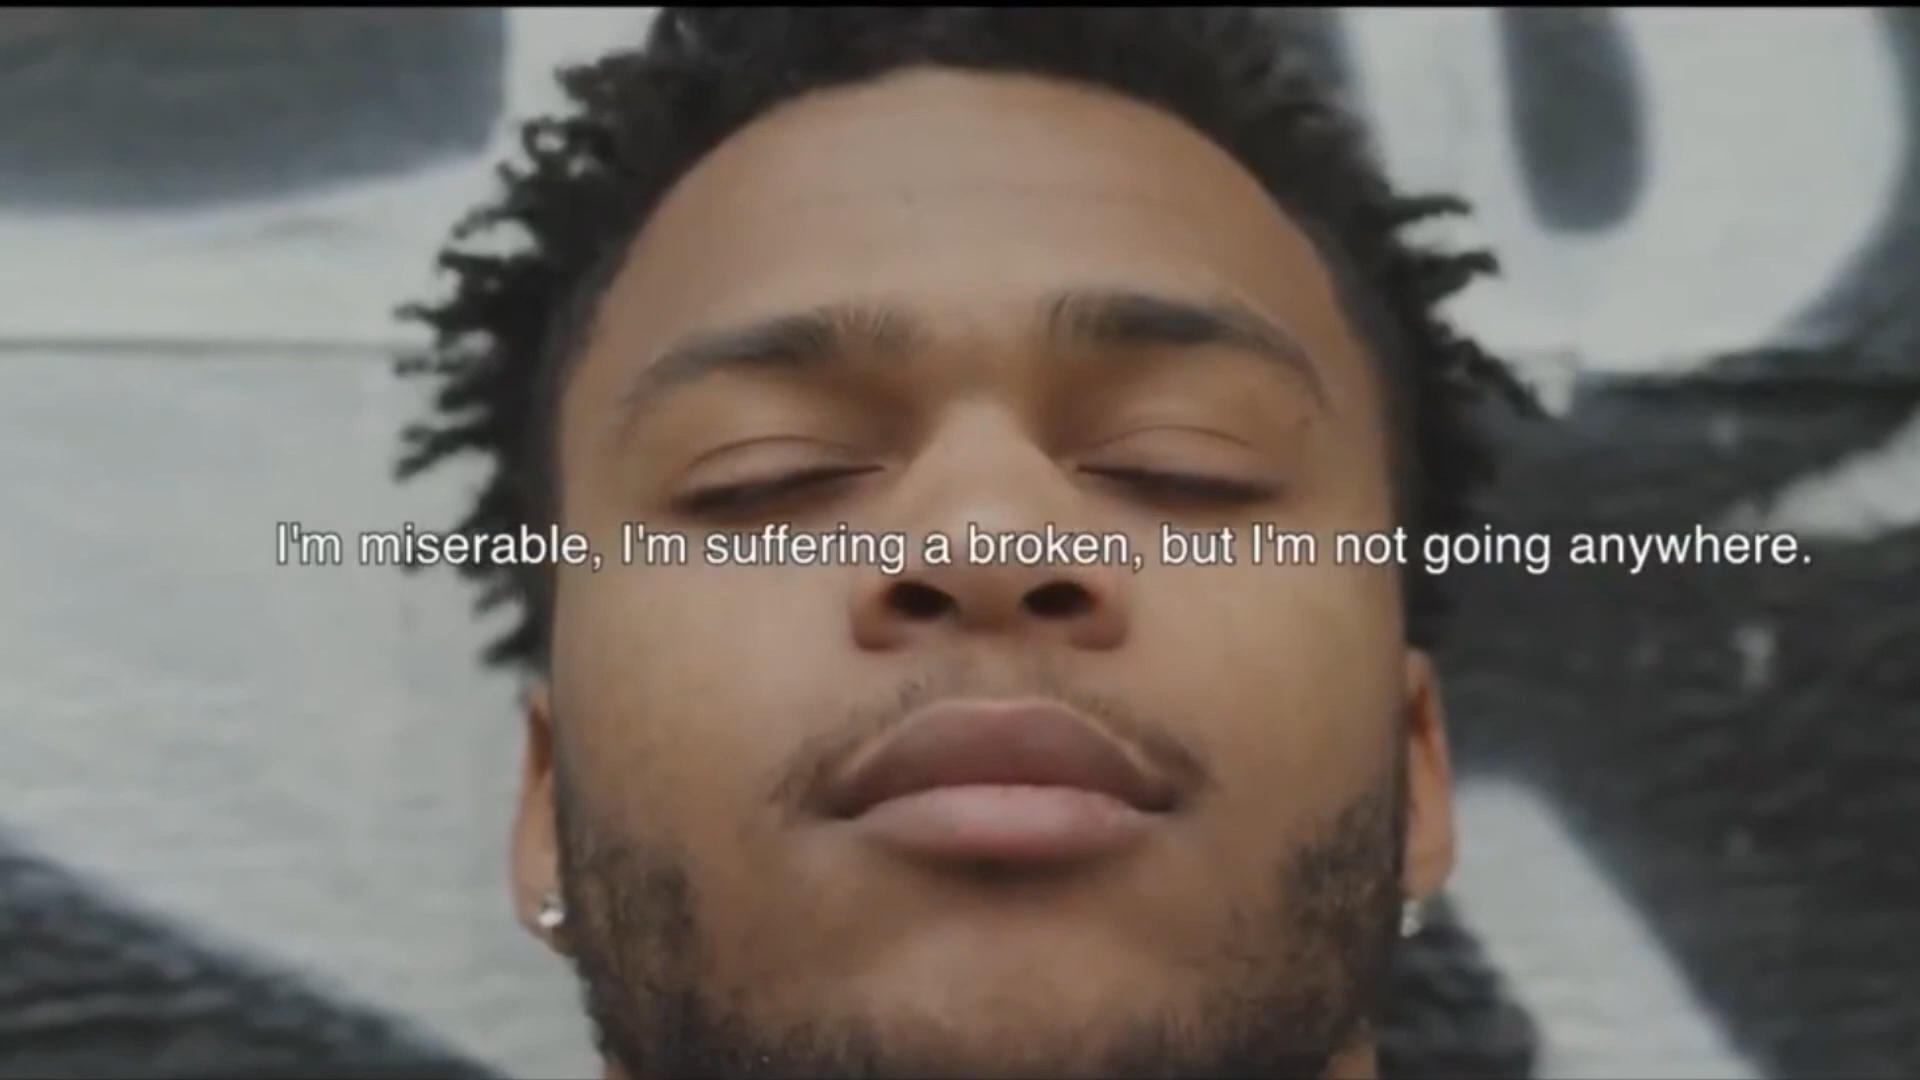 I'm miserable, I'm suffering a broken, but I'm not going anywhere.